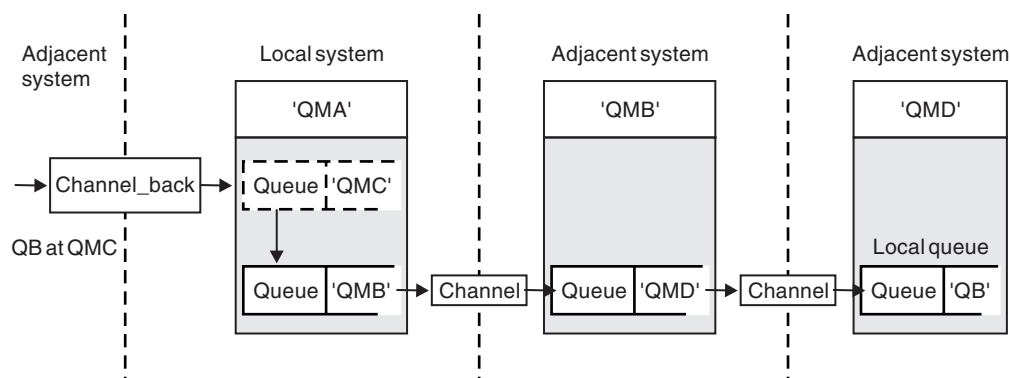 Adjacent
system
Local system
Adjacent system
Adjacent system
'QMA'
'QMB'
'QMD'
Channel_back
Queue 'QMC'
QB at QMC
Local queue
Queue 'QMB'
Channel
Queue 'QMD'
Channel
Queue 'QB'